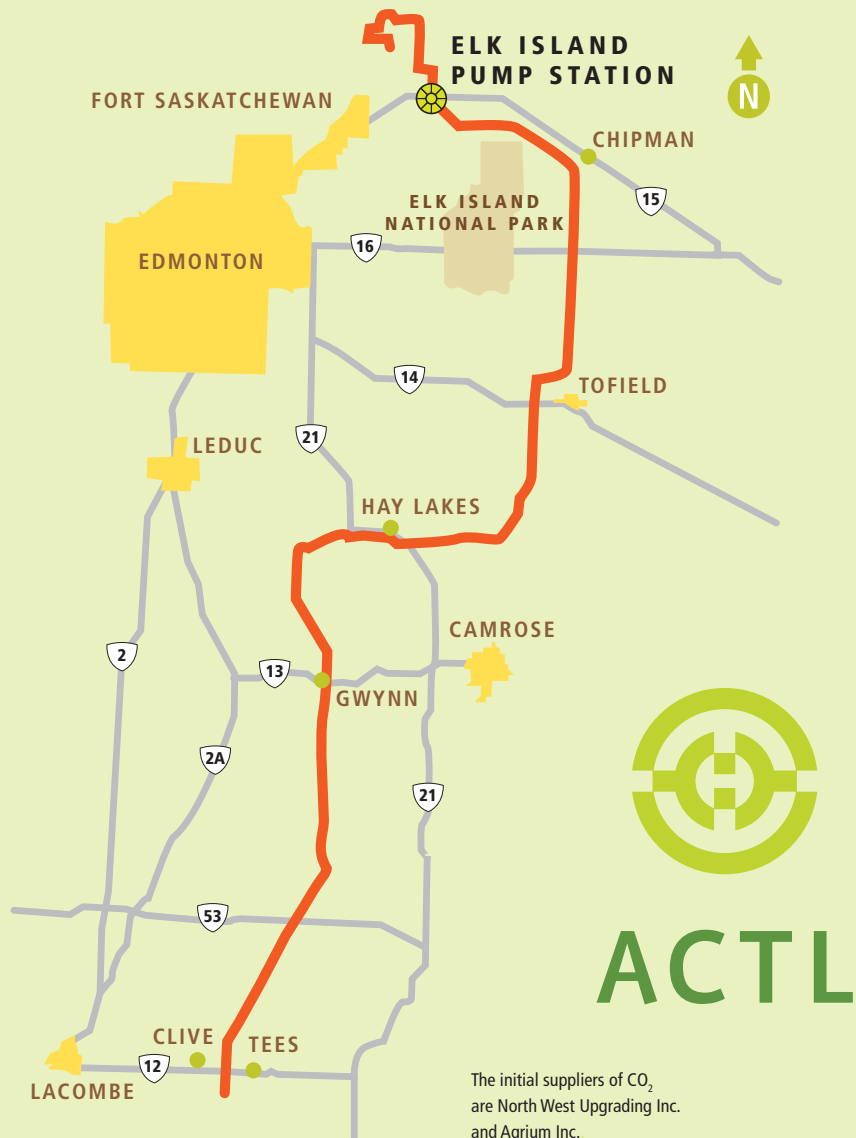 ELK ISLAND
PUMP STATION
N
FORT SASKATCHEWAN
CHIPMAN
15
ELK ISLAND
NATIONAL PARK
16
EDMONTON
14
TOFIELD
21
LEDUC
HAY LAKES
CAMROSE
2
13
GWYNN
2A
21
53
ACTL
CLIVE
TEES
12
LACOMBE
The initial suppliers of CO₂
are North West Upgrading Inc.
and Agrium Inc.